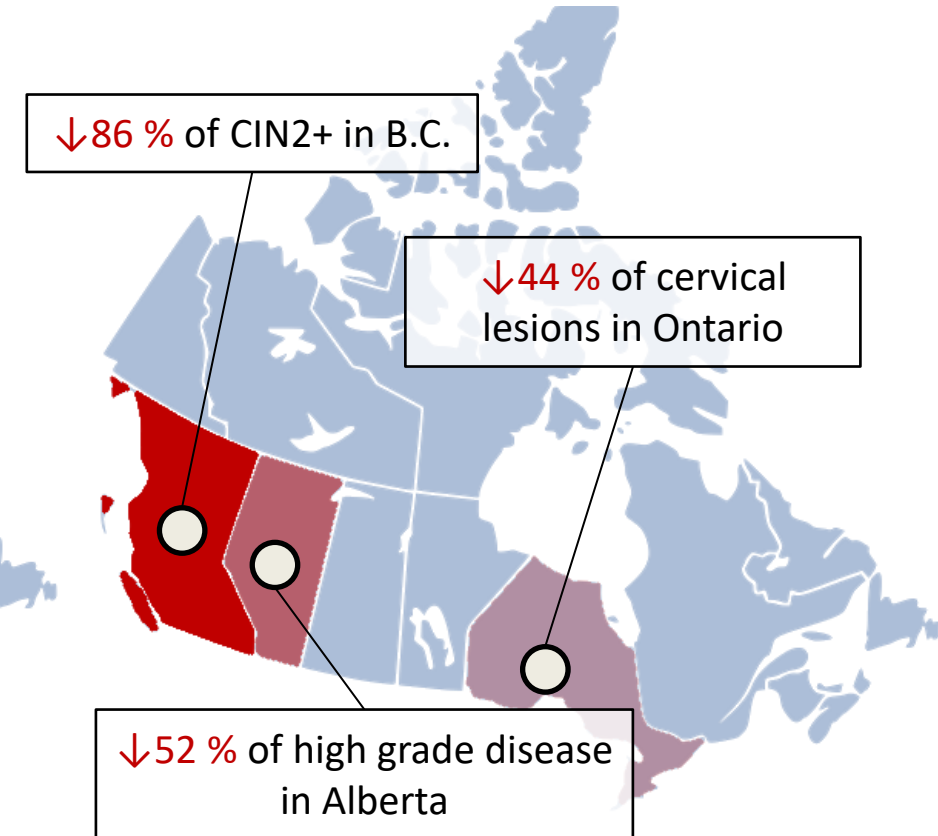 ↓86 % of CIN2+ in B.C.
↓44 % of cervical
lesions in Ontario
↓52 % of high grade disease
in Alberta